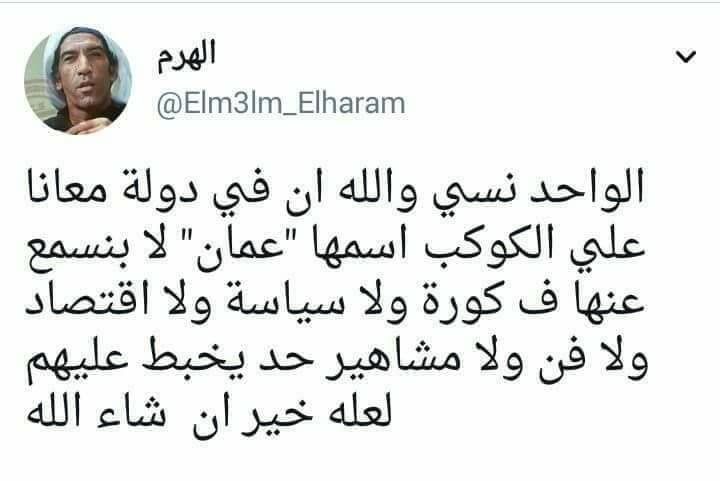 الهرم
@Elm3lm_Elharam
الواحد نسي والله ان في دولة معانا
علي الكوكب اسمها "عمان" لا بنسمع
عنها ف كورة ولا سياسة ولا اقتصاد
ولا فن ولا مشاهير حد يخبط عليهم
لعله خير ان شاء الله